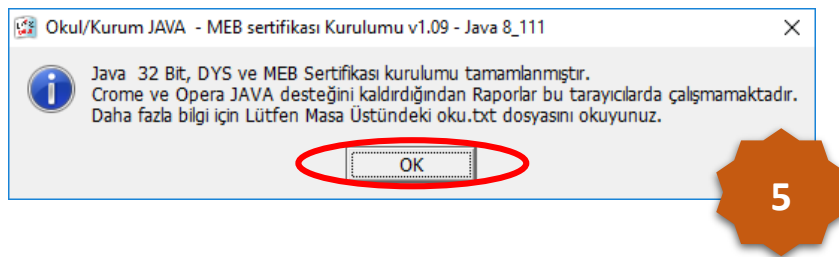 Okul/Kurum JAVA - MEB sertifikası Kurulumu v1.09 - Java 8_111
Java 32 Bit, DYS ve MEB Sertifikası kurulumu tamamlanmıştır.
Crome ve Opera JAVA desteğini kaldırdığından Raporlar bu tarayıcılarda çalışmamaktadır.
Daha fazla bilgi için Lütfen Masa Üstündeki oku.txt dosyasını okuyunuz.
OK
5